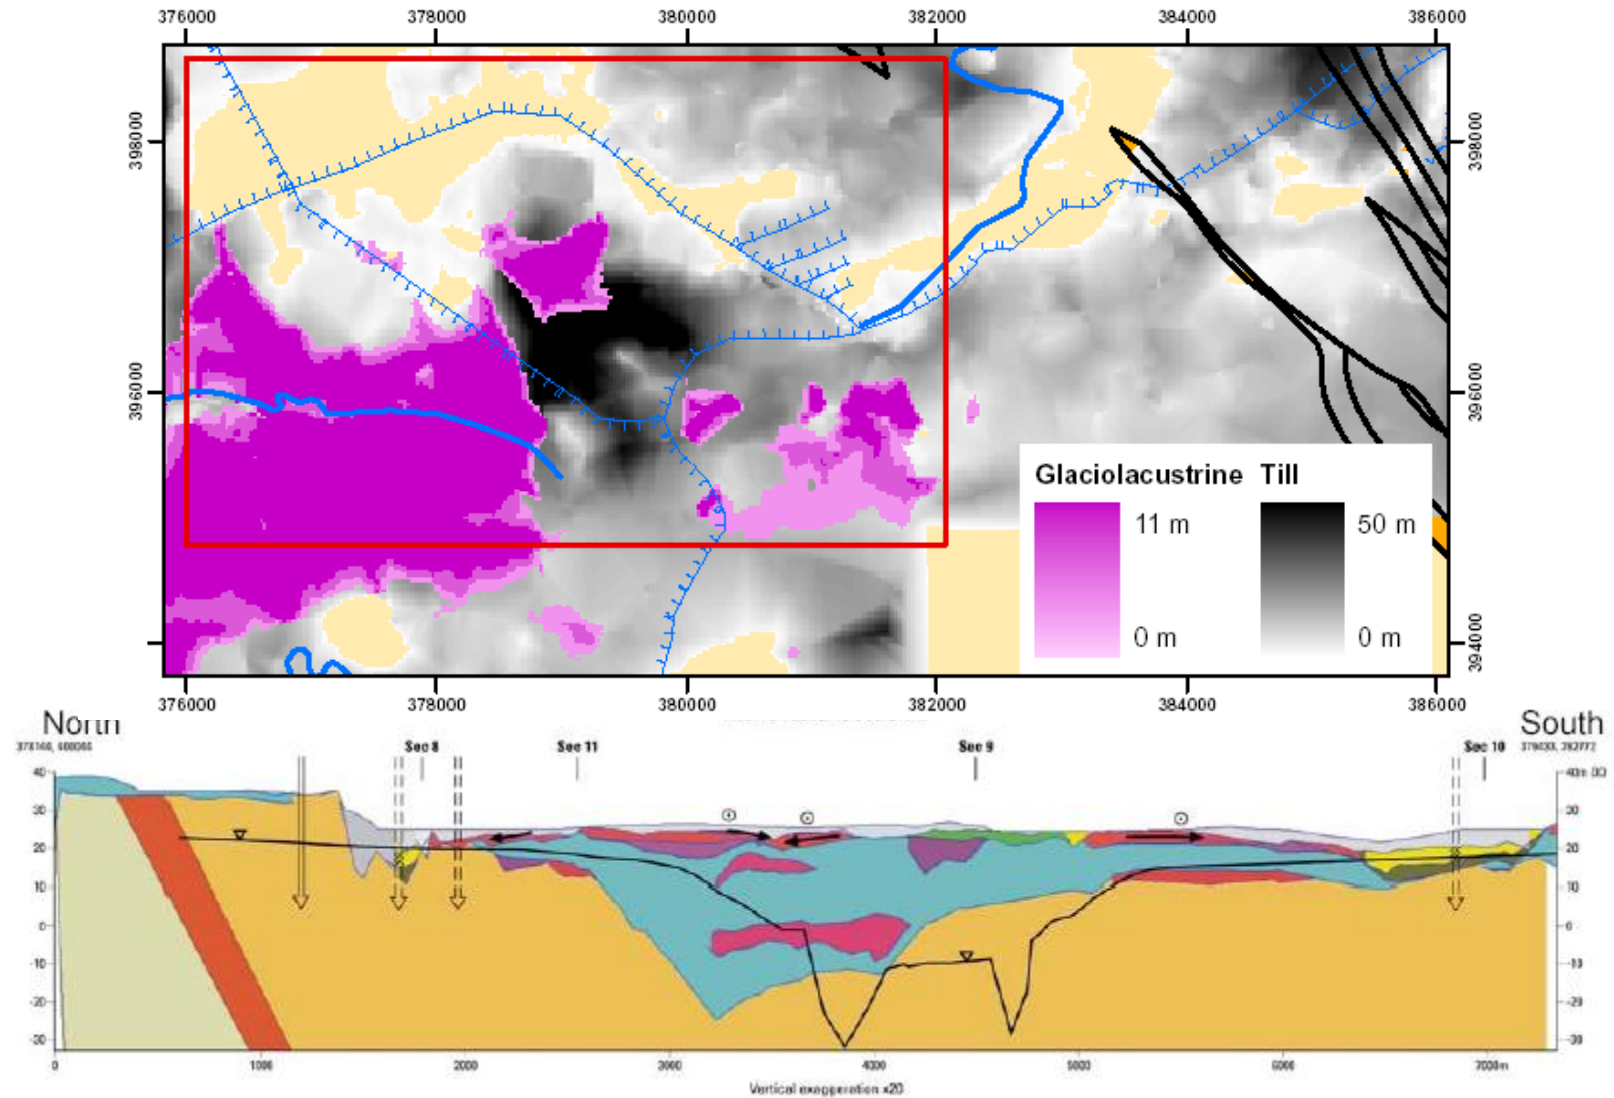 376000 378000 380000 382000 384000 386000
398000 398000
396000 396000
394000
Glaciolacustrine Till
11 m 50 m
0 m 0 m
376000 378000 380000 382000 384000 386000
North South
Sec 8 Sec 11 Sec 9 Sec 10
40 40m OD
30 30
20 20
10 10
0 0
-10 -10
-20 -20
-30 -30
0 1000 2000 3000 4000 5000 6000 7000m
Vertical exaggeration x20